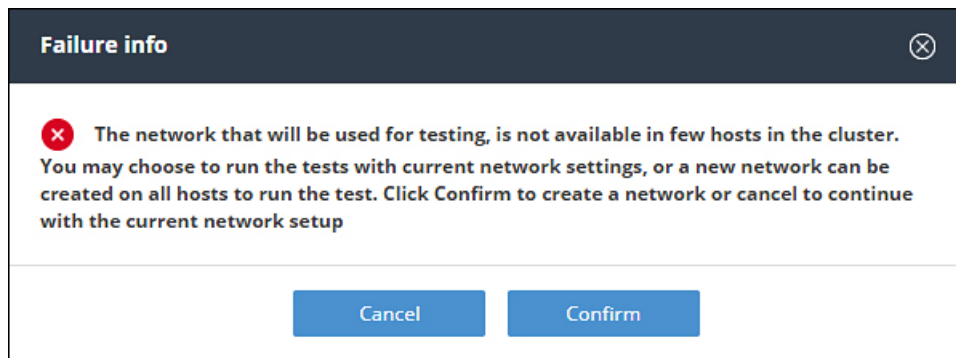 Failure info
The network that will be used for testing, is not available in few hosts in the cluster.
You may choose to run the tests with current network settings, or a new network can be
created on all hosts to run the test. Click Confirm to create a network or cancel to continue
with the current network setup
Cancel
Confirm